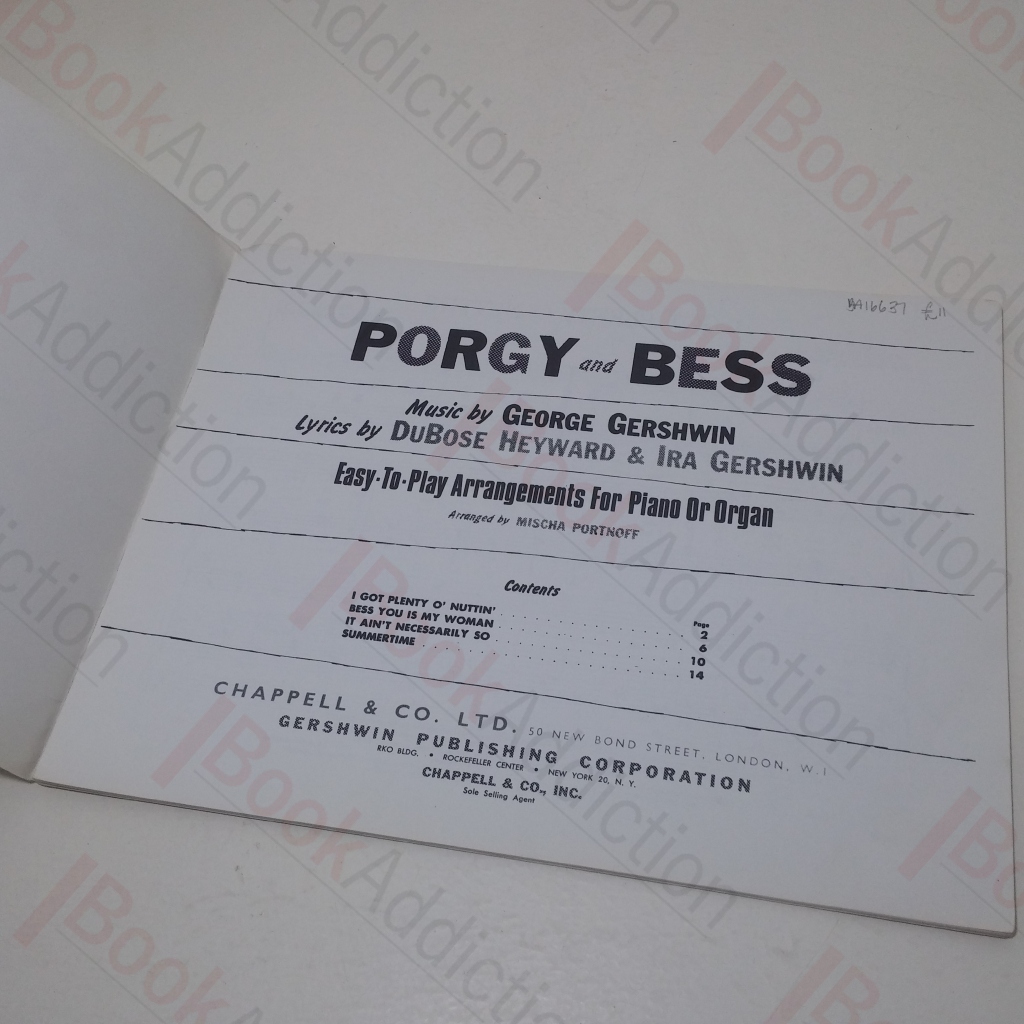 BA16637 £11
PORGY and BESS
Music by GEORGE GERSHWIN
Lyrics by DUBOSE HEYWARD & IRA GERSHWIN
Easy-To-Play Arrangements For Piano Or Organ
Arranged by MISCHA PORTNOFF
Contents
Page
I GOT PLENTY O' NUTTIN' . . . . . . . . . . . . . . . . 2
BESS YOU IS MY WOMAN . . . . . . . . . . . . . . . . 6
IT AIN'T NECESSARILY SO . . . . . . . . . . . . . . . . 10
SUMMERTIME . . . . . . . . . . . . . . . . . . . . 14
CHAPPELL & CO. LTD. 50 NEW BOND STREET, LONDON, W.1
GERSHWIN PUBLISHING CORPORATION
RKO BLDG. • ROCKEFELLER CENTER • NEW YORK 20, N. Y.
CHAPPELL & CO., INC.
Sole Selling Agent
BookAddiction